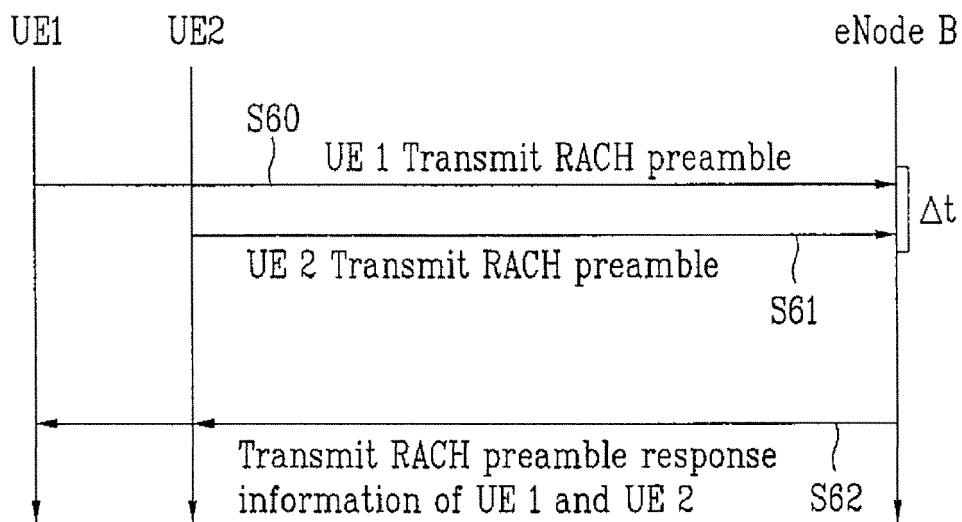 UE1
UE2
eNode B
S60
UE 1 Transmit RACH preamble
Δt
UE 2 Transmit RACH preamble
S61
Transmit RACH preamble response
information of UE 1 and UE 2
S62